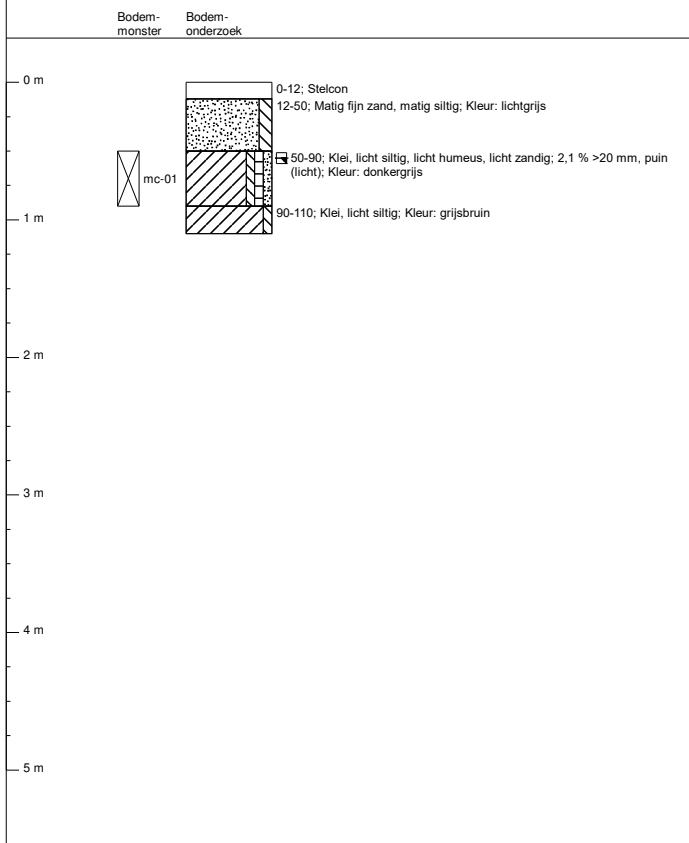 Bodem-
monster
Bodem-
onderzoek
0 m
0-12; Stelcon
12-50; Matig fijn zand, matig siltig; Kleur: lichtgrijs
50-90; Klei, licht siltig, licht humeus, licht zandig; 2,1 % >20 mm, puin
(licht); Kleur: donkergrijs
mc-01
90-110; Klei, licht siltig; Kleur: grijsbruin
1 m
2 m
3 m
4 m
5 m